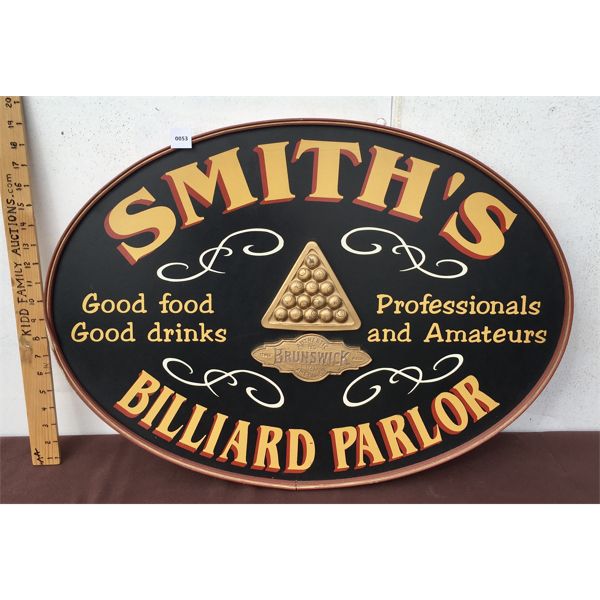 0053
SMITH'S
Good food
Good drinks
Professionals
and Amateurs
BRUNSWICK
BILLIARD PARLOR
KIDD FAMILY AUCTIONS.com